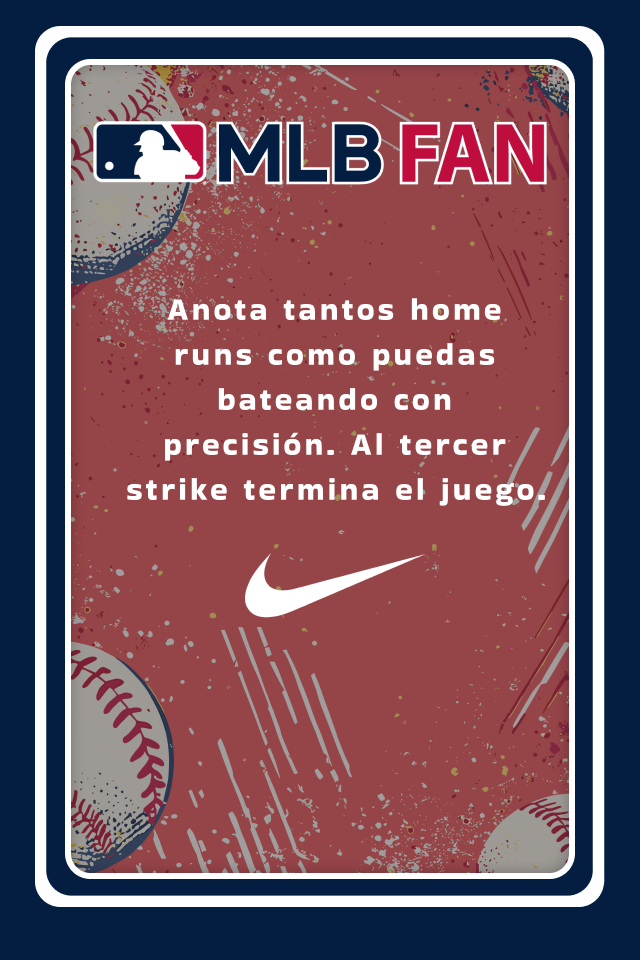 MLB FAN
Anota tantos home
runs como puedas
bateando con
precisión. Al tercer
strike termina el juego.